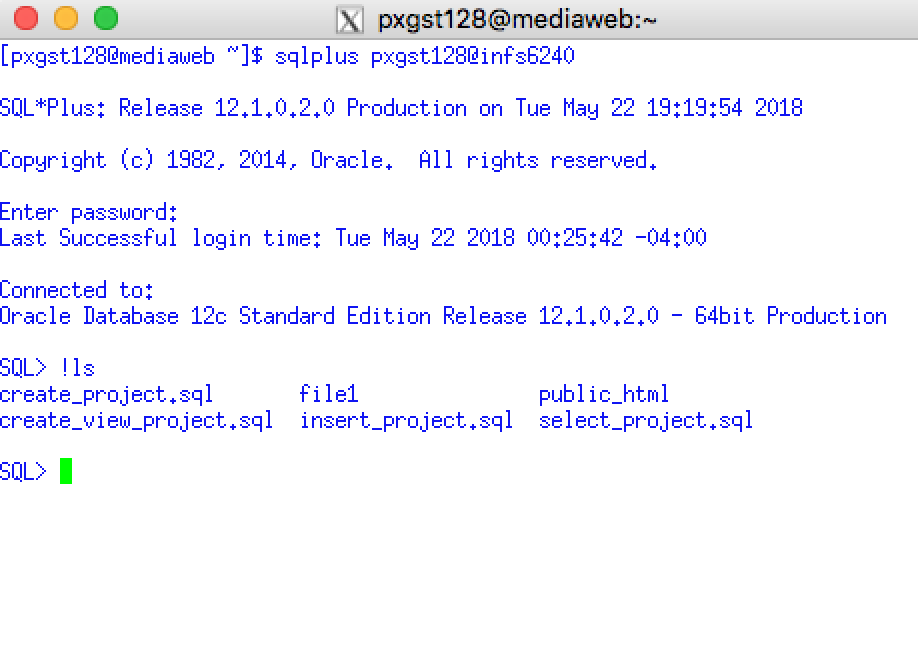 pxgst128@mediaweb:~
[pxgst128@mediaweb ~]$ sqlplus pxgst128@infs6240
SQL*Plus: Release 12.1.0.2.0 Production on Tue May 22 19:19:54 2018
Copyright (c) 1982, 2014, Oracle.  All rights reserved.
Enter password:
Last Successful login time: Tue May 22 2018 00:25:42 -04:00
Connected to:
Oracle Database 12c Standard Edition Release 12.1.0.2.0 - 64bit Production
SQL> !ls
create_project.sql       file1               public_html
create_view_project.sql  insert_project.sql  select_project.sql
SQL>